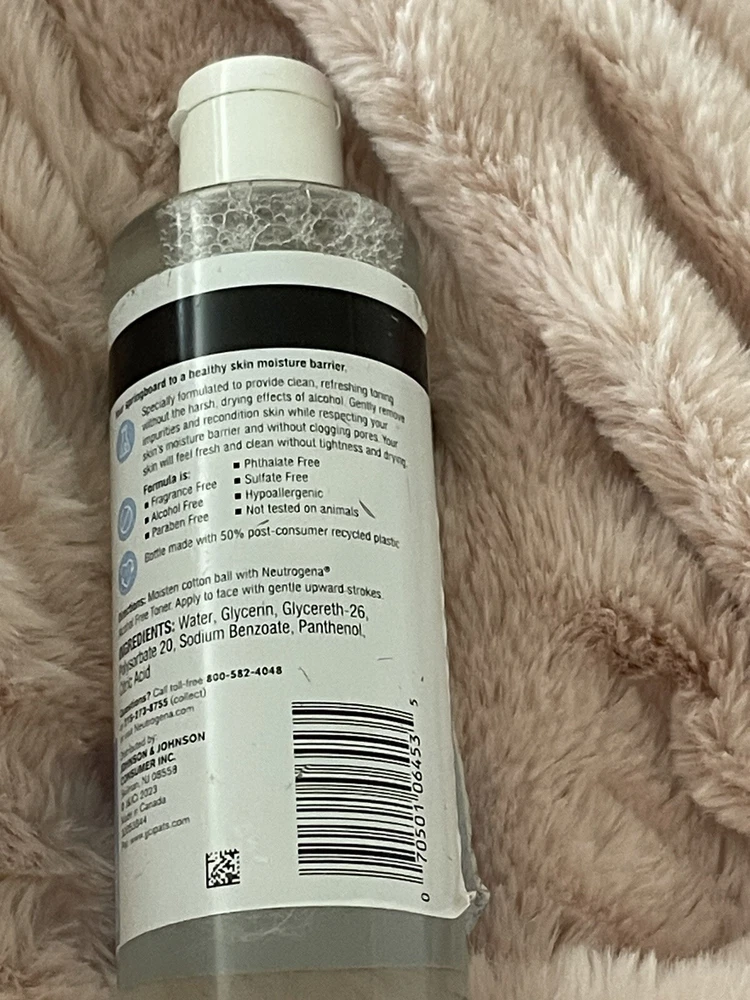 springboard to a healthy skin moisture barrier.
Specially formulated to provide clean, refreshing toning
without the harsh, drying effects of alcohol. Gently remove
impurities and recondition skin while respecting your
skin's moisture barrier and without clogging pores. Your
skin will feel fresh and clean without tightness and drying.
Formula is:
▪ Fragrance Free
▪ Alcohol Free
▪ Paraben Free
▪ Phthalate Free
▪ Sulfate Free
▪ Hypoallergenic
▪ Not tested on animals
Bottle made with 50% post-consumer recycled plastic
Moisten cotton ball with Neutrogena®
Free Toner. Apply to face with gentle upward strokes.
INGREDIENTS: Water, Glycerin, Glycereth-26,
Polysorbate 20, Sodium Benzoate, Panthenol,
Citric Acid
Questions? Call toll-free 800-582-4048
215-273-8755 (collect)
visit Neutrogena.com
Distributed by:
JOHNSON & JOHNSON
CONSUMER INC.
NJ 08558
2023
Made in Canada
0 70501 06453 5